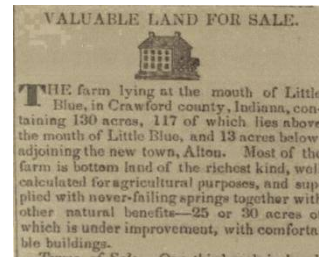 VALUABLE LAND FOR SALE.
THE farm lying at the mouth of Little
Blue, in Crawford county, Indiana, con-
taining 130 acres, 117 of which lies above
the mouth of Little Blue, and 13 acres below
adjoining the new town, Alton. Most of the
farm is bottom land of the richest kind, well
calculated for agricultural purposes, and sup-
plied with never-failing springs together with
other natural benefits—25 or 30 acres of
which is under improvement, with comforta-
ble buildings.